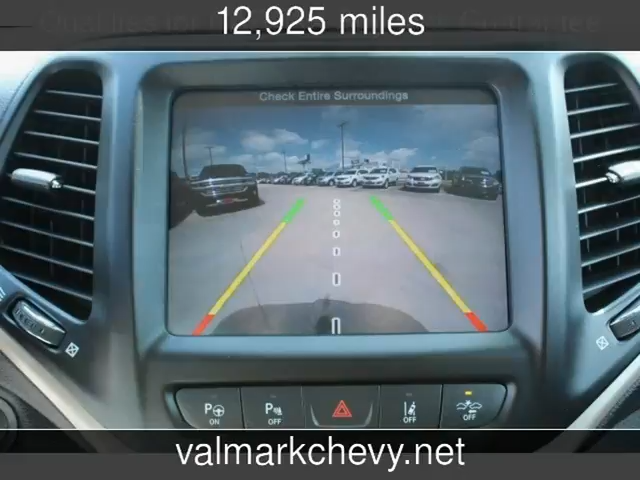 12,925 miles
Check Entire Surroundings
P ON
P OFF
OFF
OFF
valmarkchevy.net